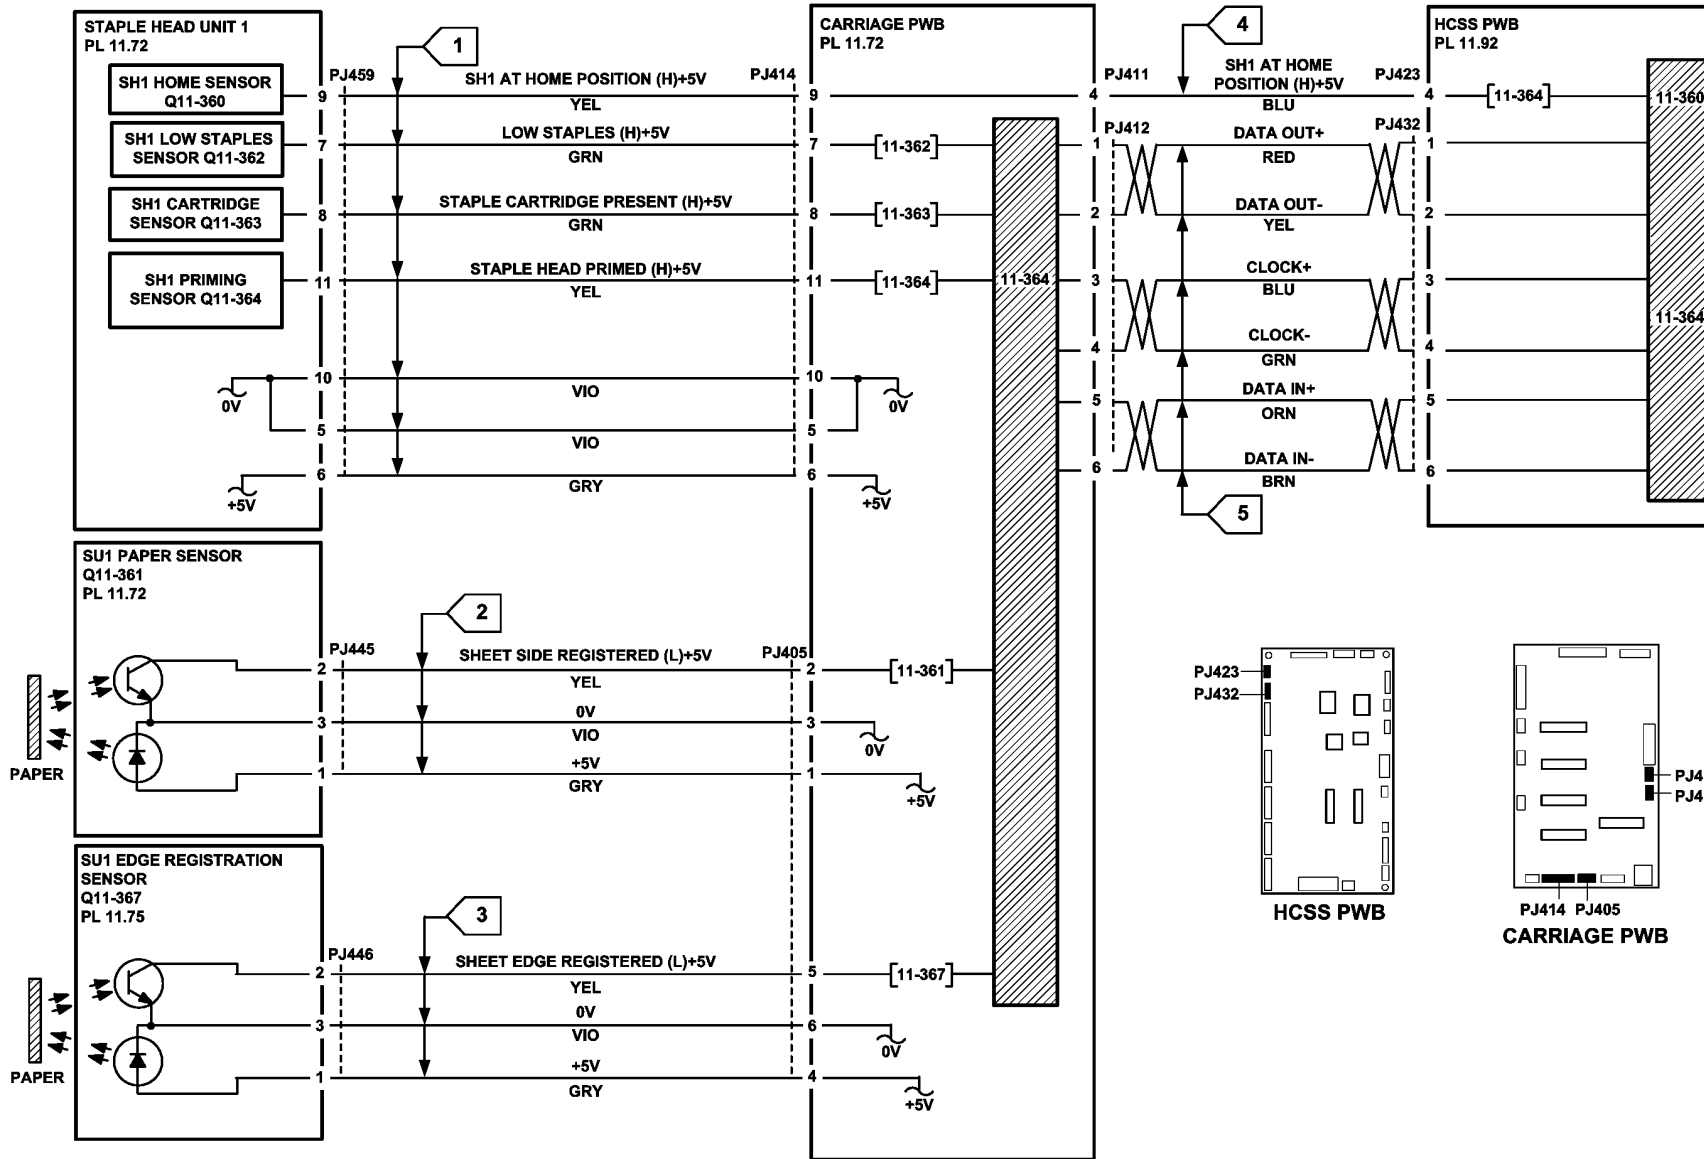 STAPLE HEAD UNIT 1
PL 11.72
SH1 HOME SENSOR
Q11-360
SH1 LOW STAPLES
SENSOR Q11-362
SH1 CARTRIDGE
SENSOR Q11-363
SH1 PRIMING
SENSOR Q11-364
PJ459
9
7
8
11
10
5
6
0V
+5V
1
SH1 AT HOME POSITION (H)+5V
YEL
LOW STAPLES (H)+5V
GRN
STAPLE CARTRIDGE PRESENT (H)+5V
GRN
STAPLE HEAD PRIMED (H)+5V
YEL
VIO
VIO
GRY
PJ414
CARRIAGE PWB
PL 11.72
9
7
8
11
10
5
6
11-362
11-363
11-364
0V
+5V
11-364
4
PJ411
4
SH1 AT HOME
POSITION (H)+5V
BLU
PJ423
4
PJ412
1
2
3
4
5
6
DATA OUT+
RED
DATA OUT-
YEL
CLOCK+
BLU
CLOCK-
GRN
DATA IN+
ORN
DATA IN-
BRN
5
PJ432
1
2
3
4
5
6
HCSS PWB
PL 11.92
11-364
11-360
11-364
SU1 PAPER SENSOR
Q11-361
PL 11.72
PAPER
PJ445
2
3
1
2
SHEET SIDE REGISTERED (L)+5V
YEL
0V
VIO
+5V
GRY
PJ405
2
3
1
11-361
0V
+5V
SU1 EDGE REGISTRATION
SENSOR
Q11-367
PL 11.75
PAPER
PJ446
2
3
1
3
SHEET EDGE REGISTERED (L)+5V
YEL
0V
VIO
+5V
GRY
5
6
4
11-367
0V
+5V
PJ423
PJ432
HCSS PWB
PJ4
PJ4
PJ414 PJ405
CARRIAGE PWB